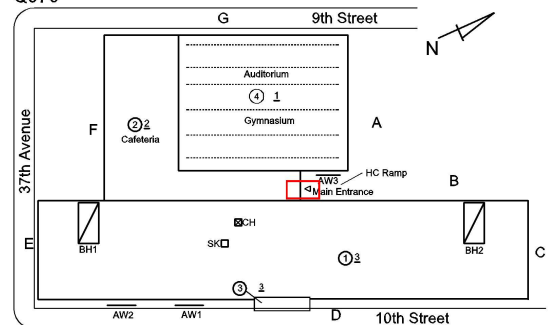 G 9th Street
N
Auditorium
④ 1
Gymnasium
A
② 2
Cafeteria
F
37th Avenue
HC Ramp
AW3
Main Entrance
B
CH
SK
BH1
BH2
E
C
① 3
③ 3
AW2
AW1
D
10th Street